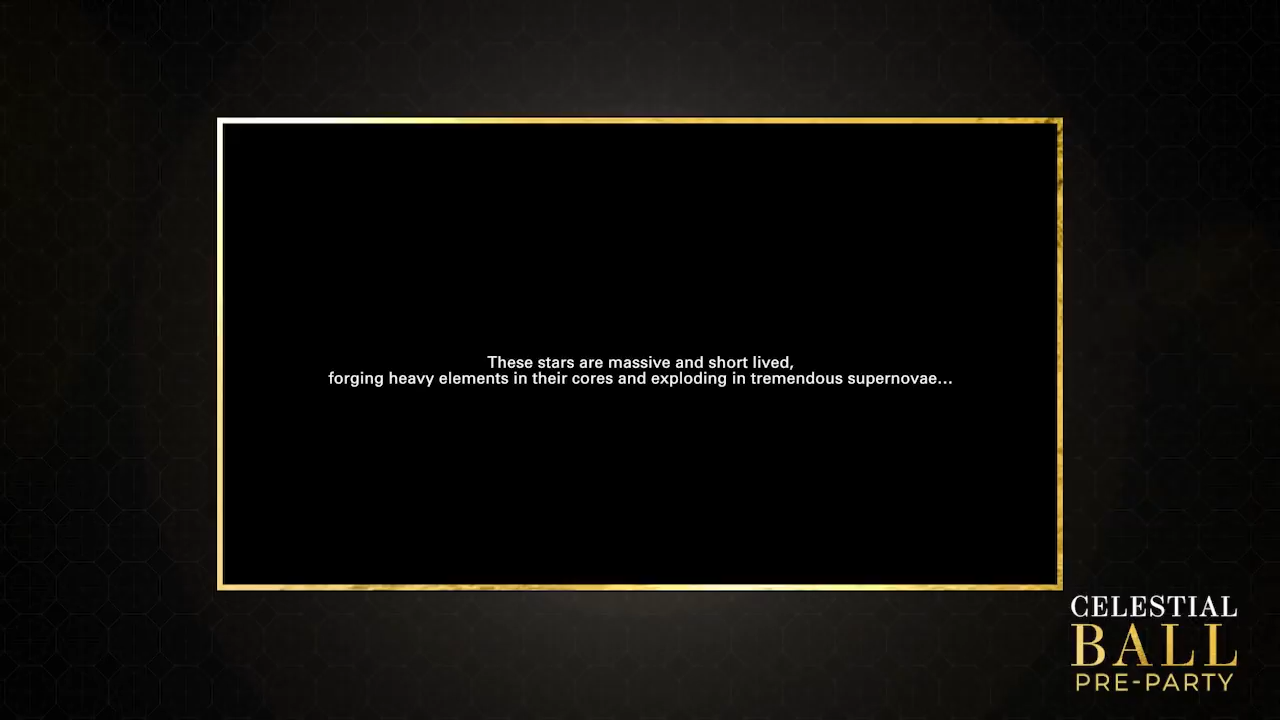 These stars are massive and short lived,
forging heavy elements in their cores and exploding in tremendous supernovae...
CELESTIAL
BALL
PRE-PARTY